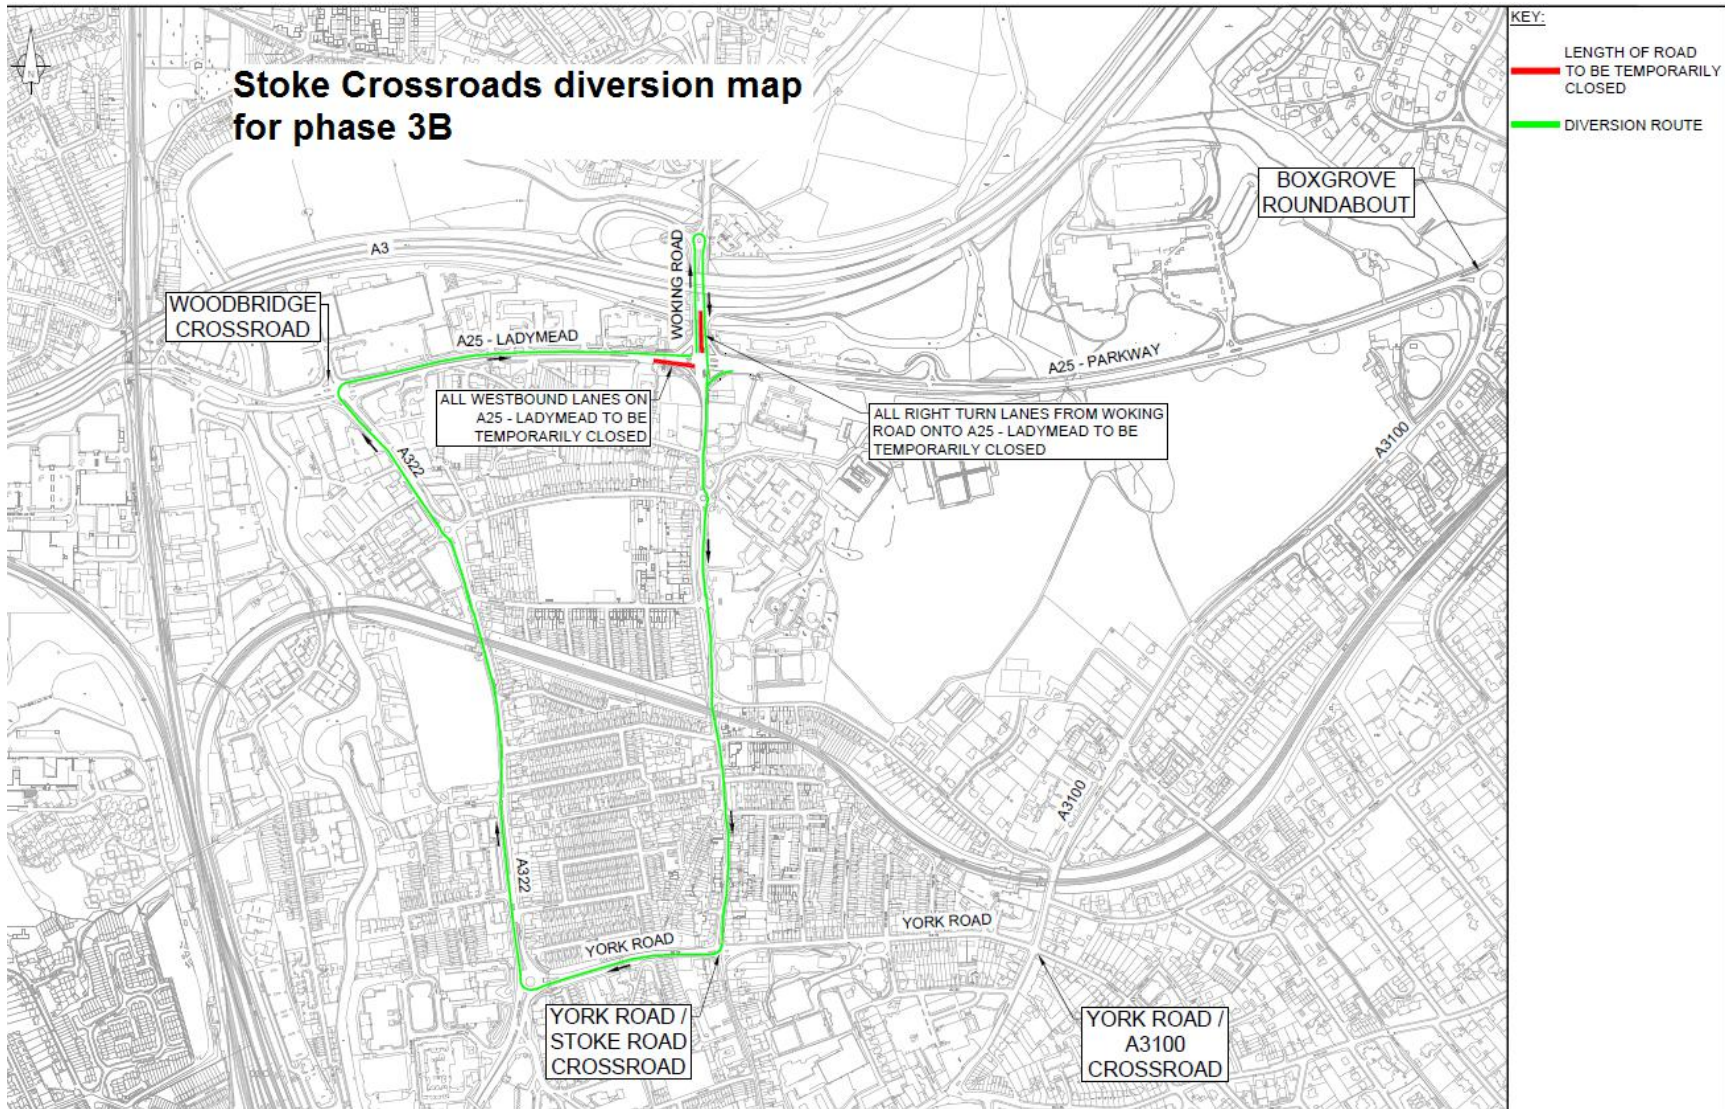 Stoke Crossroads diversion map
for phase 3B
KEY:
LENGTH OF ROAD
TO BE TEMPORARILY
CLOSED
DIVERSION ROUTE
N
BOXGROVE
ROUNDABOUT
A3
WOKING ROAD
WOODBRIDGE
CROSSROAD
A25 - LADYMEAD
A25 - PARKWAY
ALL WESTBOUND LANES ON
A25 - LADYMEAD TO BE
TEMPORARILY CLOSED
ALL RIGHT TURN LANES FROM WOKING
ROAD ONTO A25 - LADYMEAD TO BE
TEMPORARILY CLOSED
A322
A3100
A3100
A322
YORK ROAD
YORK ROAD
YORK ROAD /
STOKE ROAD
CROSSROAD
YORK ROAD /
A3100
CROSSROAD